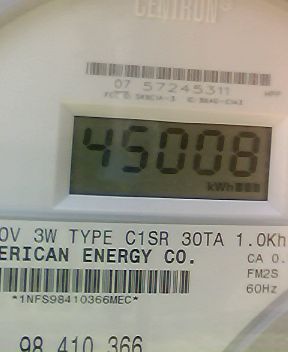 CENTRON®
07 57245311
45008
kWh
0V 3W TYPE C1SR 30TA 1.0Kh
ERICAN ENERGY CO.
CA 0.
FM2S
*1NFS98410366MEC*
60Hz
98 410 366